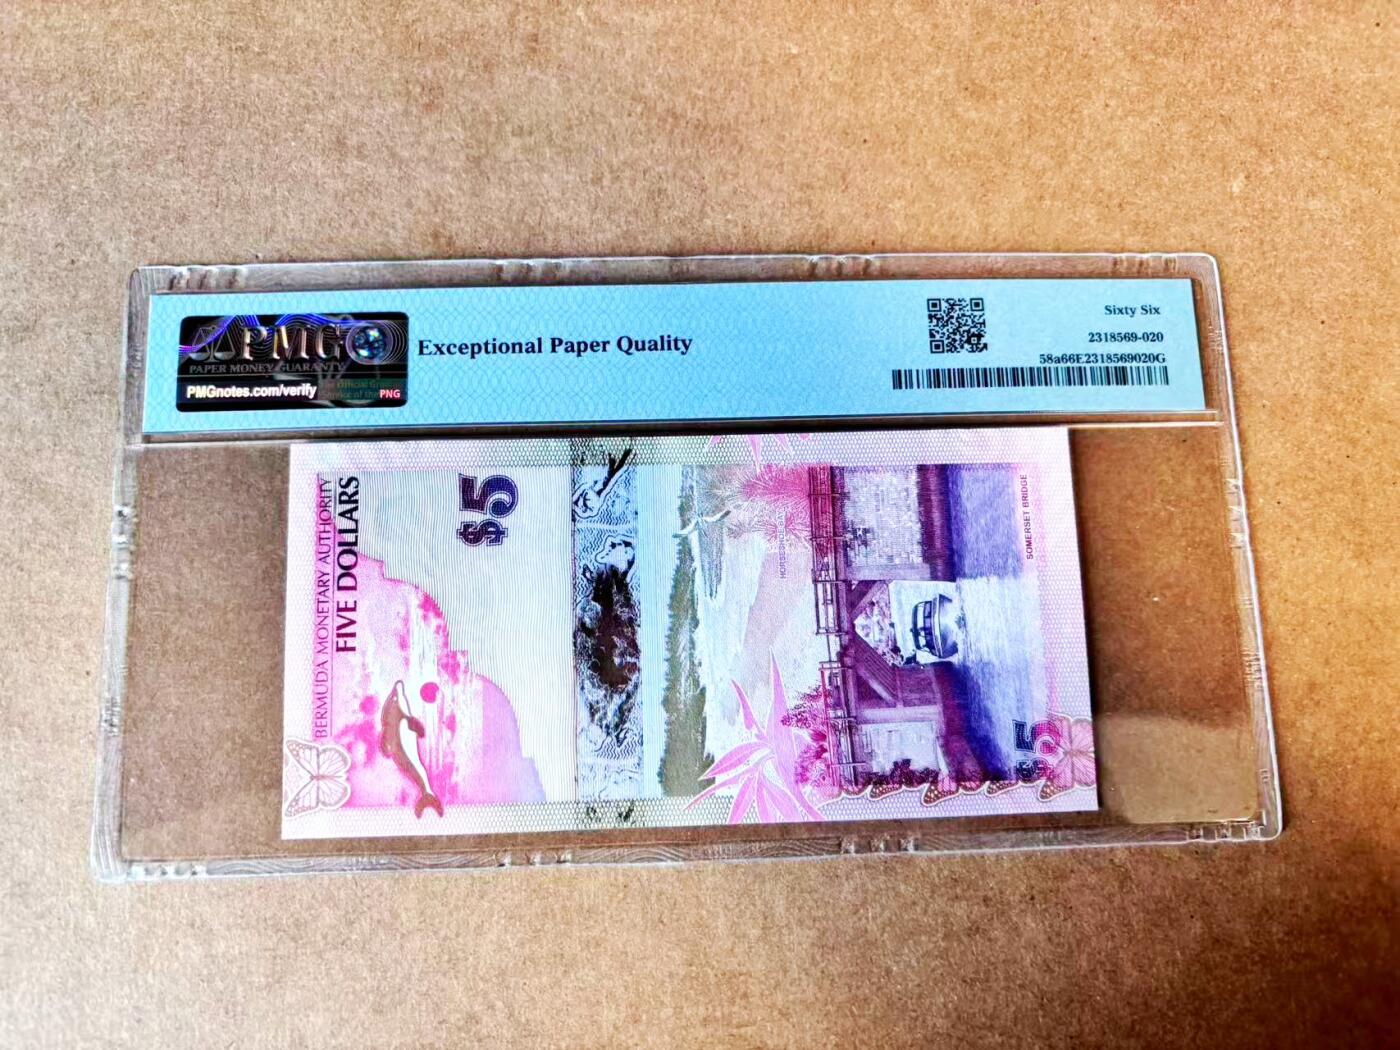 PMG
PAPER MONEY GUARANTY
PMGnotes.com/verify
PNG
Exceptional Paper Quality
Sixty Six
2318569-020
58a66E2318569020G
BERMUDA MONETARY AUTHORITY
FIVE DOLLARS
$5
HORSESHOE BAY
SOMERSET BRIDGE
$5